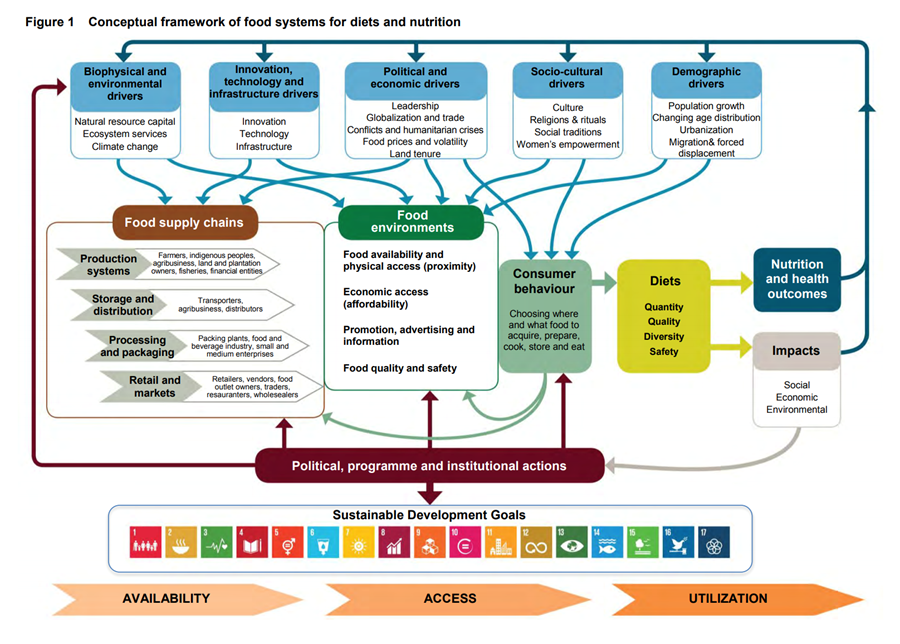 Figure 1 Conceptual framework of food systems for diets and nutrition
Biophysical and
environmental
drivers
Natural resource capital
Ecosystem services
Climate change
Innovation,
technology and
infrastructure drivers
Innovation
Technology
Infrastructure
Political and
economic drivers
Leadership
Globalization and trade
Conflicts and humanitarian crises
Food prices and volatility
Land tenure
Socio-cultural
drivers
Culture
Religions & rituals
Social traditions
Women's empowerment
Demographic
drivers
Population growth
Changing age distribution
Urbanization
Migration& forced
displacement
Food supply chains
Production
systems
Farmers, indigenous peoples,
agribusiness, land and plantation
owners, fisheries, financial entities
Storage and
distribution
Transporters,
agribusiness, distributors
Processing
and packaging
Packing plants, food and
beverage industry, small and
medium enterprises
Retail and
markets
Retailers, vendors, food
outlet owners, traders,
resauranters, wholesealers
Food
environments
Food availability and
physical access (proximity)
Economic access
(affordability)
Promotion, advertising and
information
Food quality and safety
Consumer
behaviour
Choosing where
and what food to
acquire, prepare,
cook, store and eat
Diets
Quantity
Quality
Diversity
Safety
Nutrition
and health
outcomes
Impacts
Social
Economic
Environmental
Political, programme and institutional actions
Sustainable Development Goals
1 2 3 4 5 6 7 8 9 10 11 12 13 14 15 16 17
AVAILABILITY ACCESS UTILIZATION